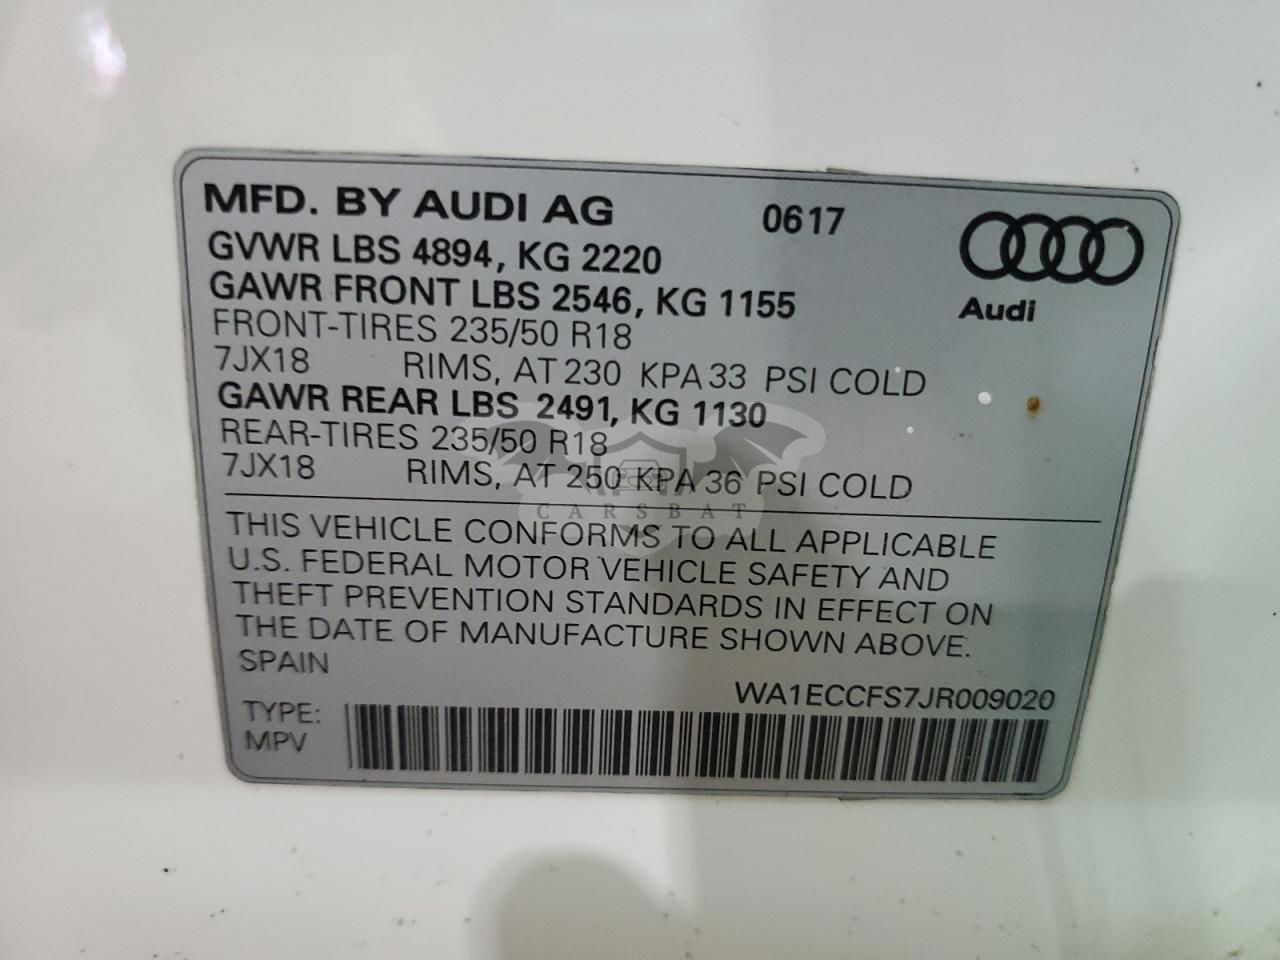 MFD. BY AUDI AG 0617
GVWR LBS 4894, KG 2220
GAWR FRONT LBS 2546, KG 1155
Audi
FRONT-TIRES 235/50 R18
7JX18 RIMS, AT 230 KPA 33 PSI COLD
GAWR REAR LBS 2491, KG 1130
REAR-TIRES 235/50 R18
7JX18 RIMS, AT 250 KPA 36 PSI COLD
CARSBAT
THIS VEHICLE CONFORMS TO ALL APPLICABLE
U.S. FEDERAL MOTOR VEHICLE SAFETY AND
THEFT PREVENTION STANDARDS IN EFFECT ON
THE DATE OF MANUFACTURE SHOWN ABOVE.
SPAIN
WA1ECCFS7JR009020
TYPE:
MPV